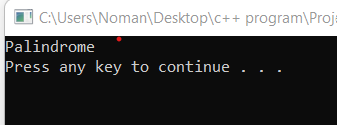 C:\Users\Noman\Desktop\c++ program\Proj
Palindrome
Press any key to continue . . .